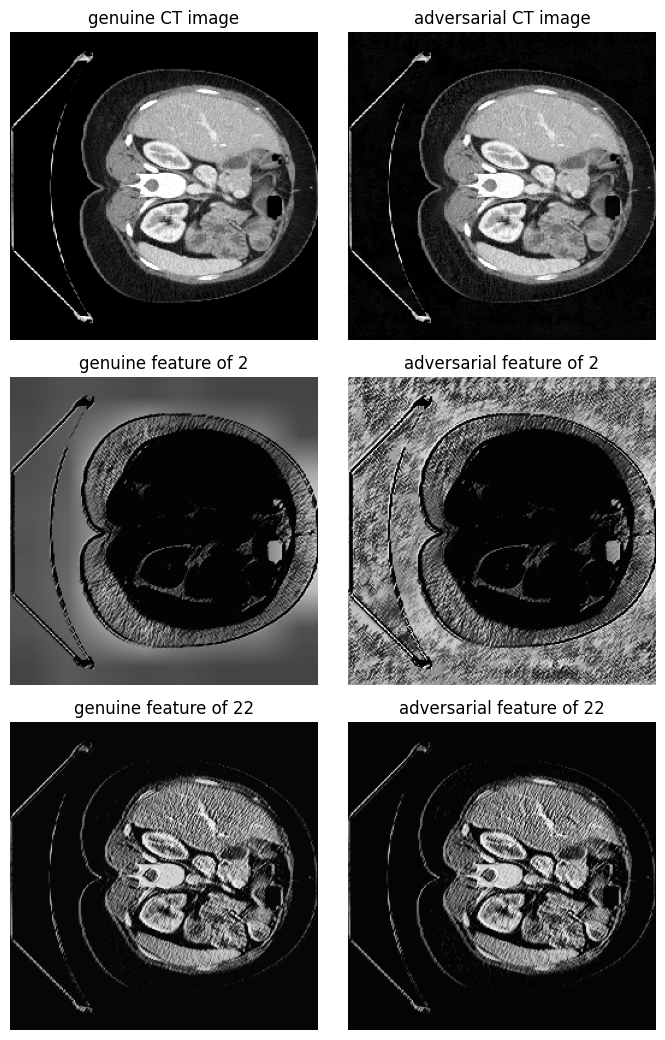 genuine CT image
adversarial CT image
genuine feature of 2
adversarial feature of 2
genuine feature of 22
adversarial feature of 22